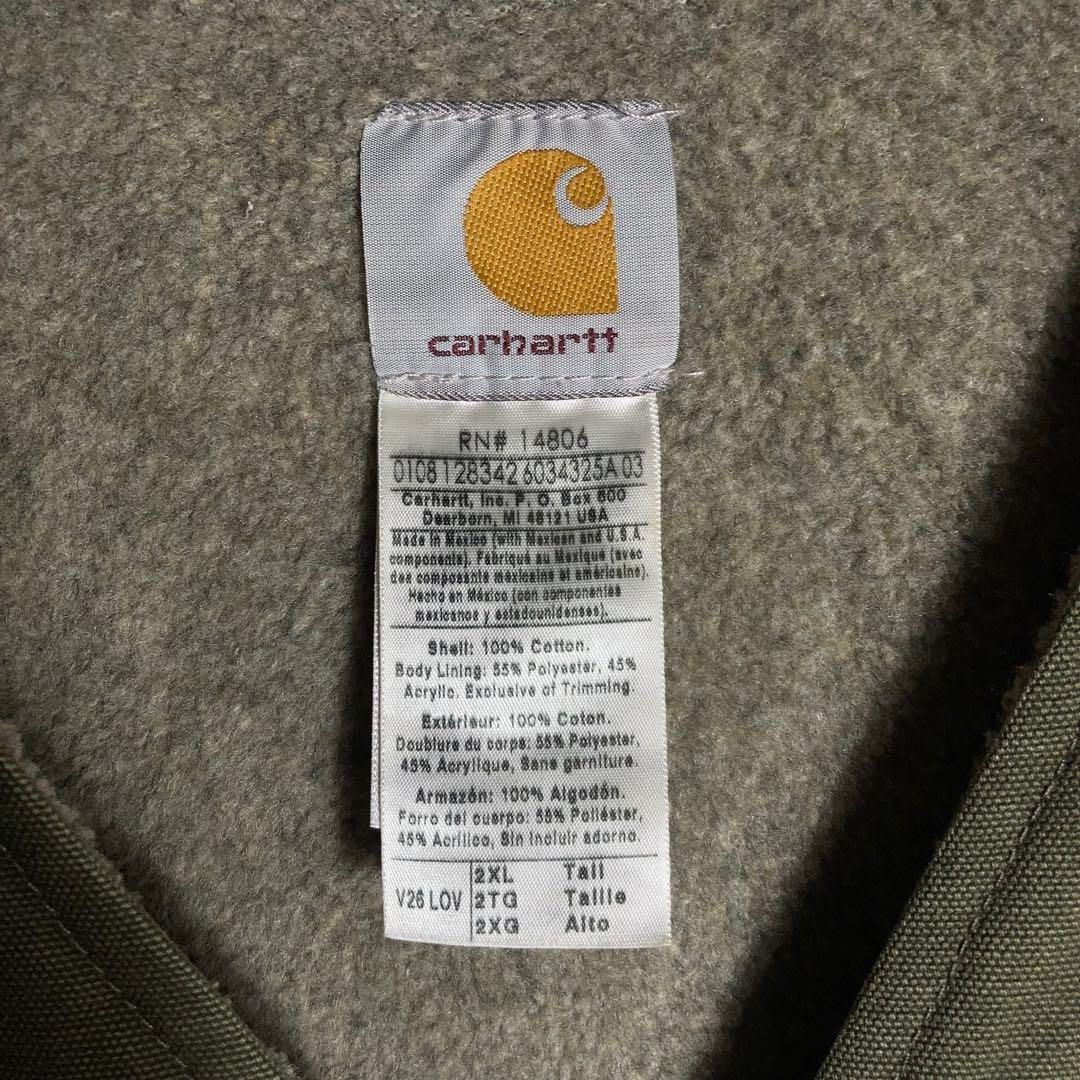 carhartt
RN# 14806
0108128342 6034325A 03
Carhartt, Inc. P. O. Box 600
Dearborn, MI 48121 USA
Made in Mexico (with Mexican and U.S.A.
components). Fabriqué au Mexique (avec
des composants mexicains et américains).
Hecho en México (con componentes
mexicanos y estadounidenses).
Shell: 100% Cotton.
Body Lining: 55% Polyester, 45%
Acrylic. Exclusive of Trimming.
Extérieur: 100% Coton.
Doublure du corps: 55% Polyester,
45% Acrylique, Sans garniture.
Armazón: 100% Algodón.
Forro del cuerpo: 55% Poliéster,
45% Acrílico, Sin incluir adorno.
V26 LOV 2XL Tall
2TG Taille
2XG Alto